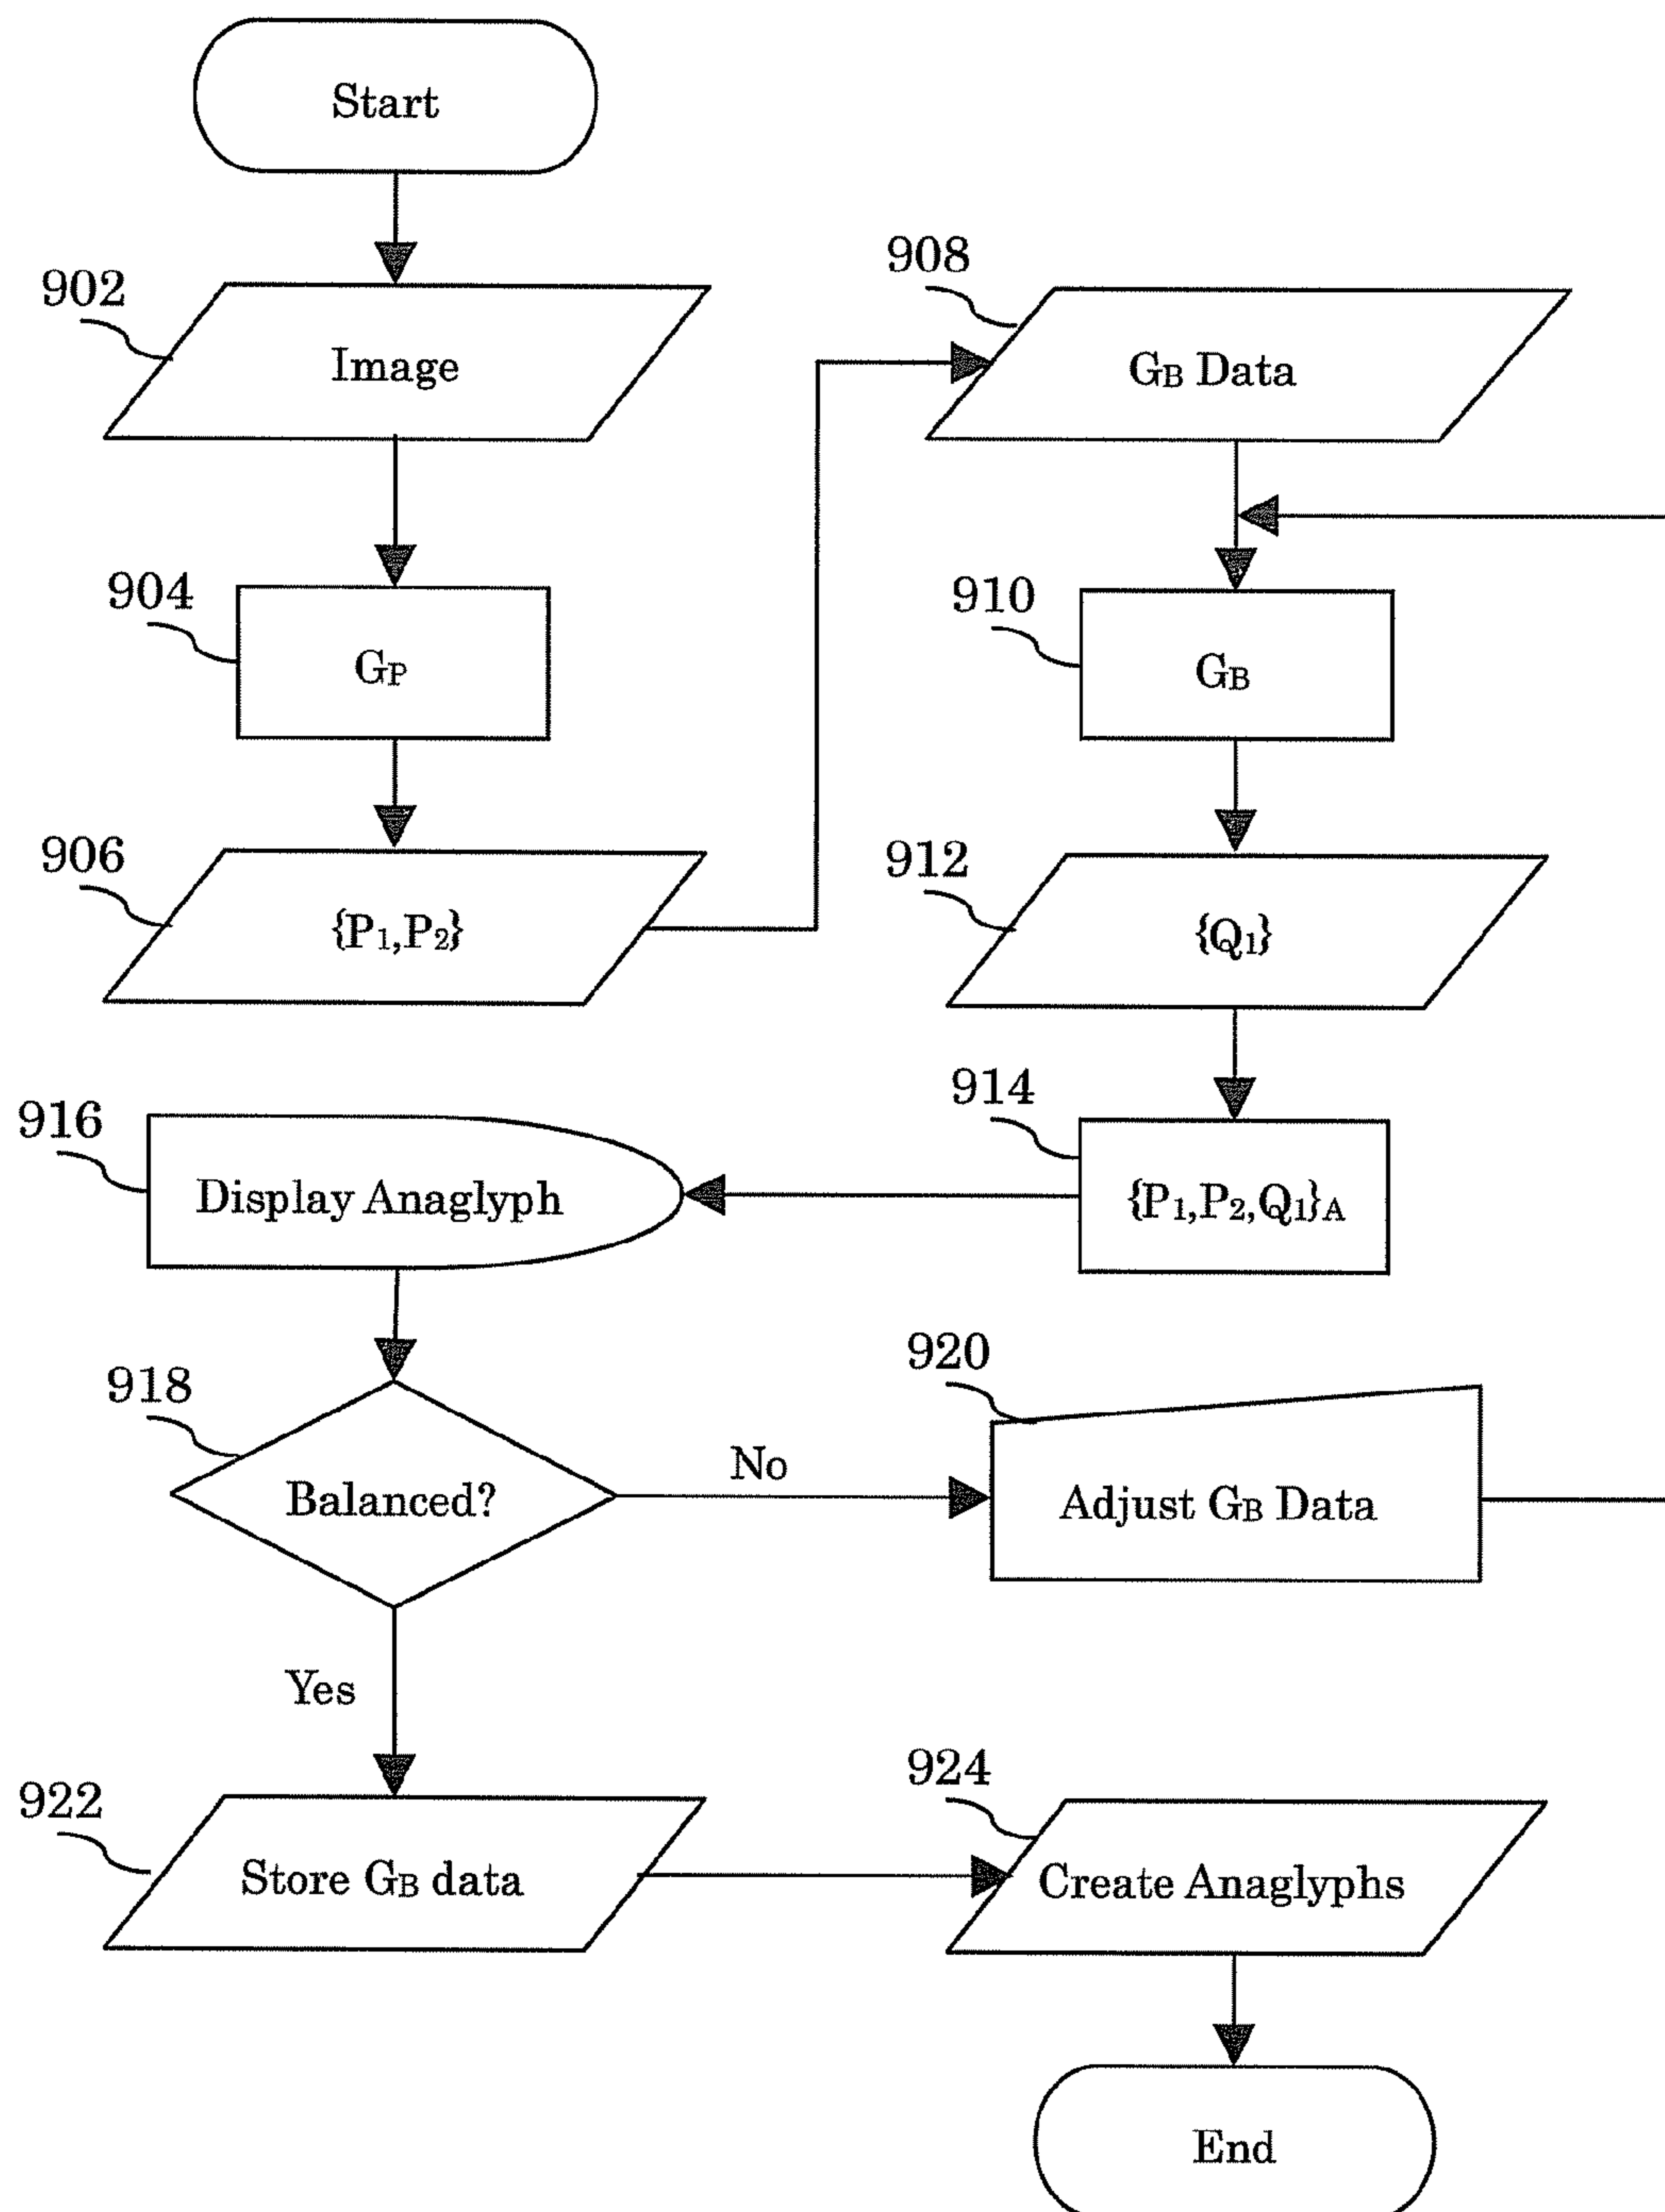 Start
902
Image
904
GP
906
{P1,P2}
908
GB Data
910
GB
912
{Q1}
914
{P1,P2,Q1}A
916
Display Anaglyph
918
Balanced?
No
920
Adjust GB Data
Yes
922
Store GB data
924
Create Anaglyphs
End